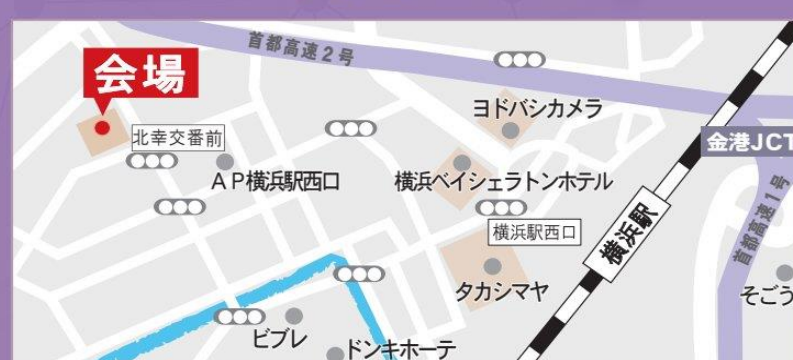 首都高速2号
会場
ヨドバシカメラ
北幸交番前
金港JCT
AP横浜駅西口
横浜ベイシェラトンホテル
首都高速1号
横浜駅西口
横浜駅
タカシマヤ
そごう
ビブレ
ドンキホーテ